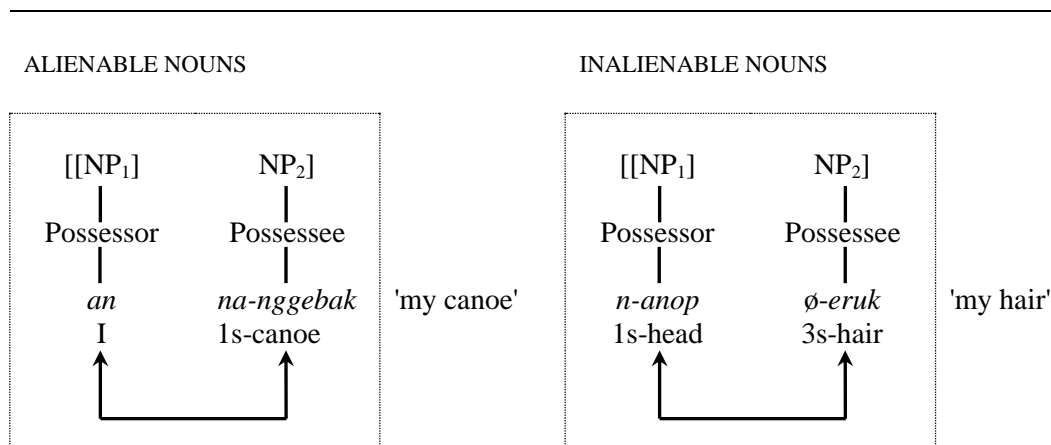 ALIENABLE NOUNS INALIENABLE NOUNS
[[NP₁] NP₂] [[NP₁] NP₂]
Possessor Possessee Possessor Possessee
an na-nggebak 'my canoe' n-anop ø-eruk 'my hair'
I 1s-canoe 1s-head 3s-hair